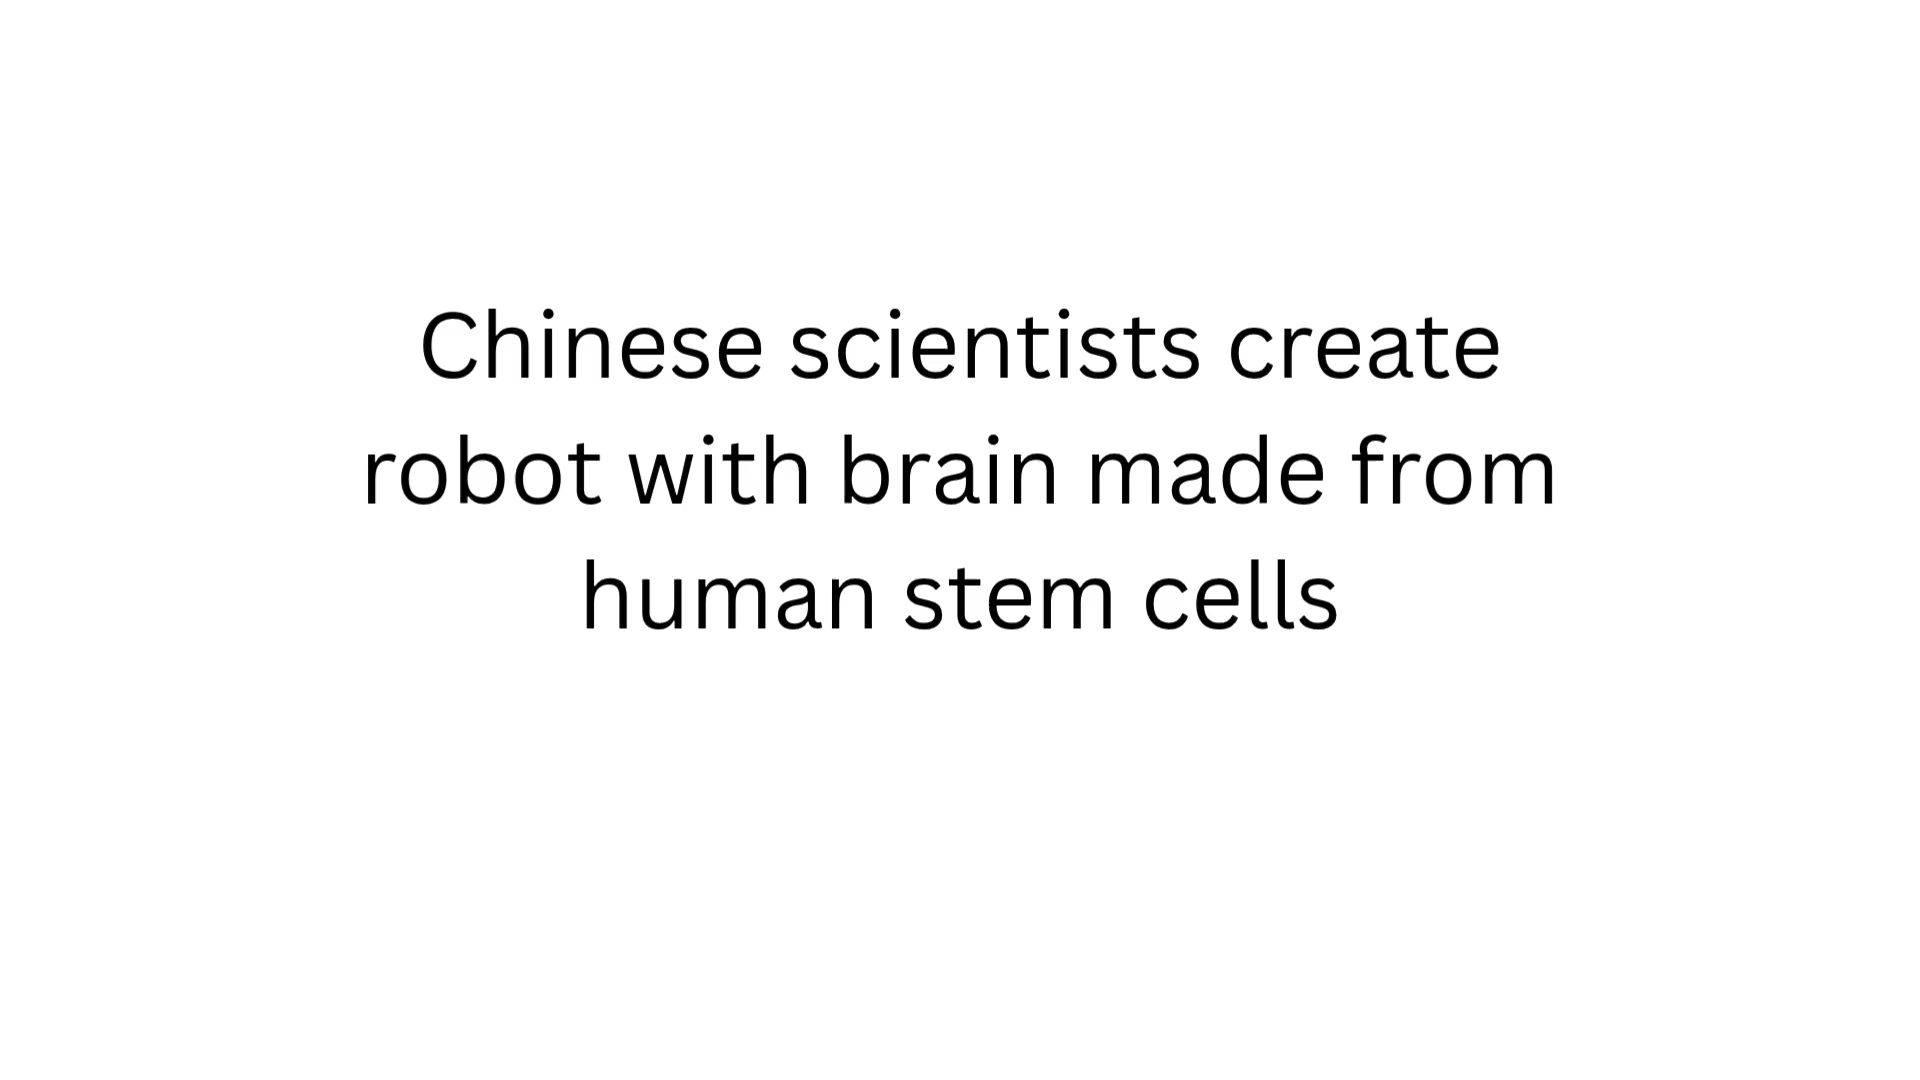 Chinese scientists create
robot with brain made from
human stem cells